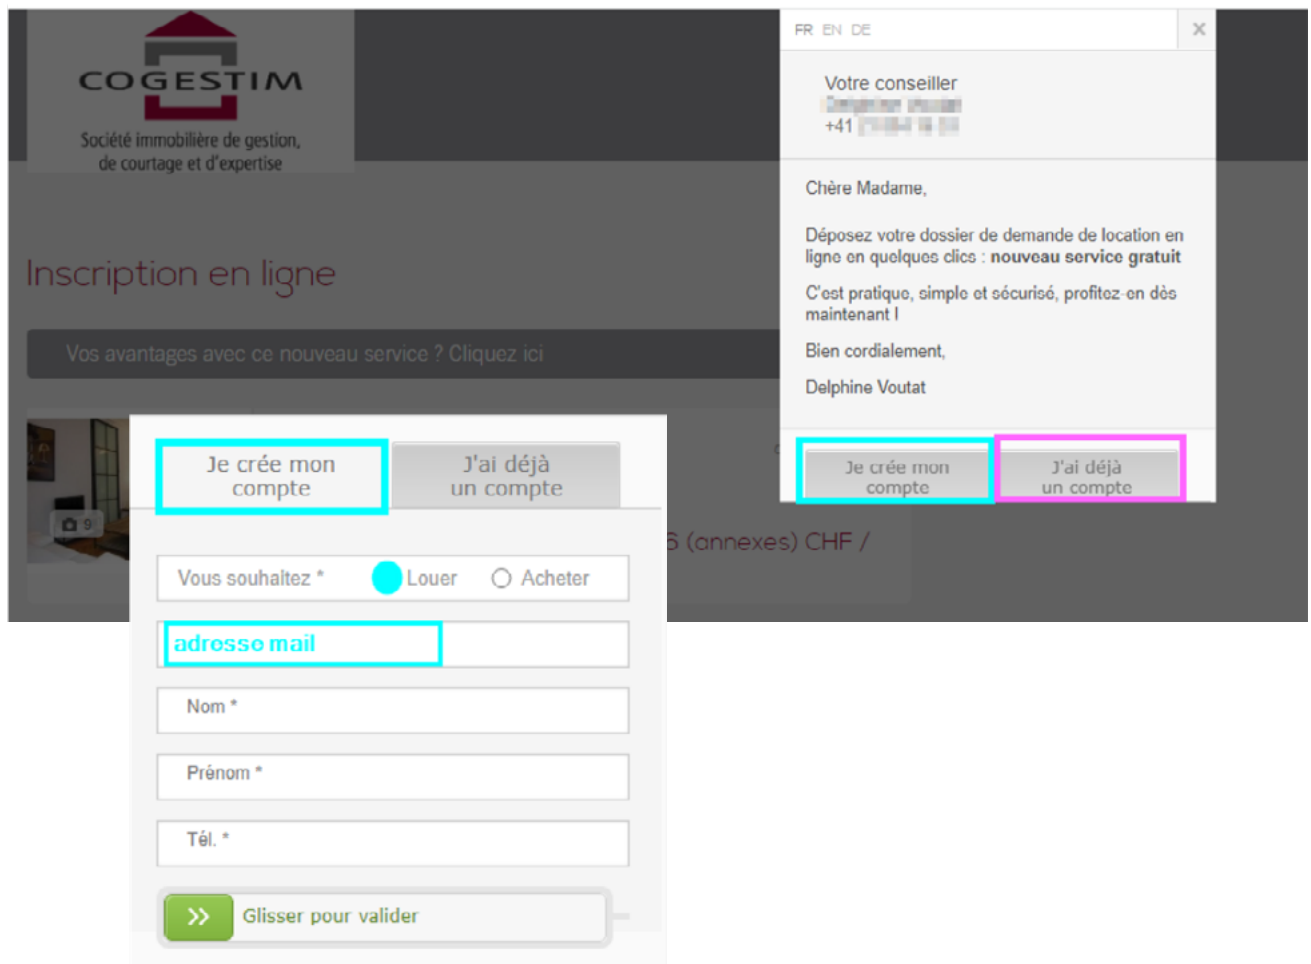 COGESTIM
Société immobilière de gestion,
de courtage et d'expertise
Inscription en ligne
Vos avantages avec ce nouveau service ? Cliquez ici
9
6 (annexes) CHF /
FR EN DE
X
Votre conseiller
+41
Chère Madame,
Déposez votre dossier de demande de location en
ligne en quelques clics : nouveau service gratuit
C'est pratique, simple et sécurisé, profitez-en dès
maintenant !
Bien cordialement,
Delphine Voutat
Je crée mon
compte
J'ai déjà
un compte
Je crée mon
compte
J'ai déjà
un compte
Vous souhaitez * Louer Acheter
adresse mail
Nom *
Prénom *
Tél. *
>> Glisser pour valider